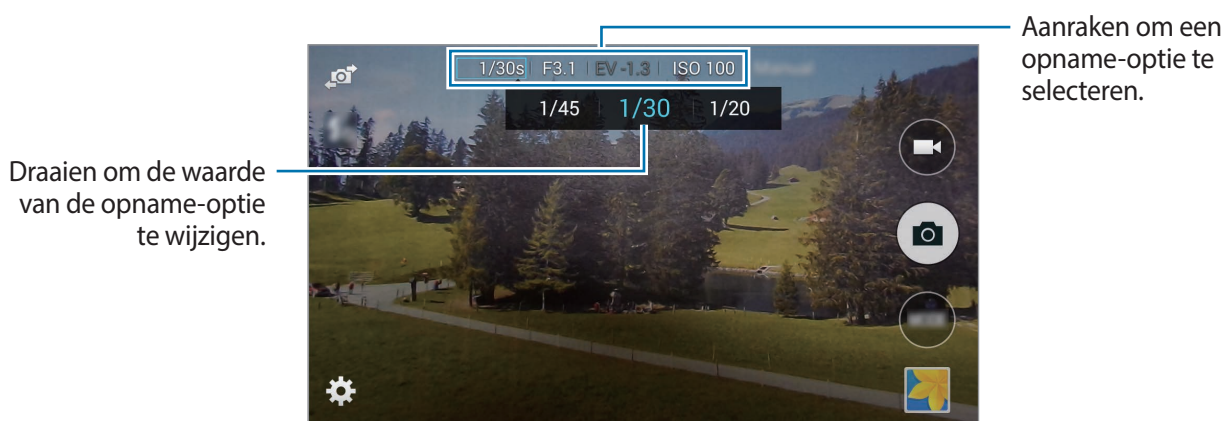 Aanraken om een
opname-optie te
selecteren.
1/30s F3.1 EV -1.3 ISO 100 Manual
1/45 1/30 1/20
Draaien om de waarde
van de opname-optie
te wijzigen.